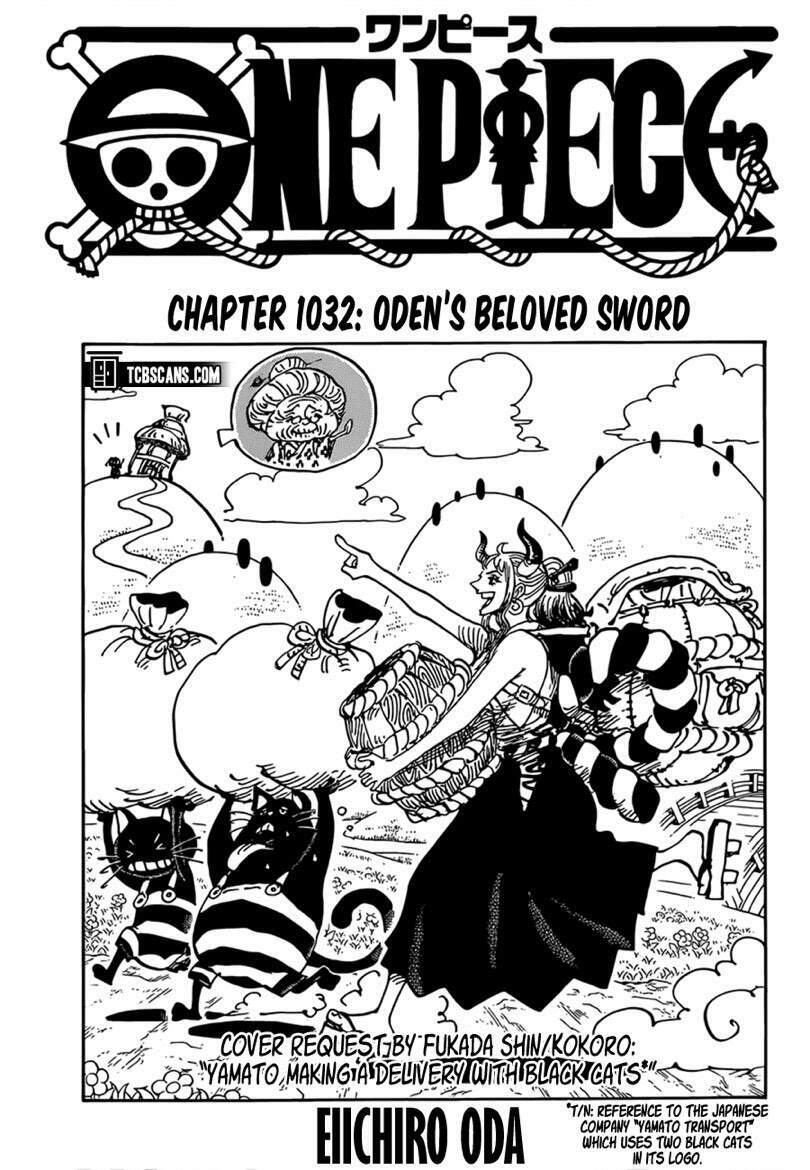 ワンピース
ONE PIECE
CHAPTER 1032: ODEN'S BELOVED SWORD
TCBSCANS.COM
COVER REQUEST BY FUKADA SHIN/KOKORO:
"YAMATO MAKING A DELIVERY WITH BLACK CATS*"
EIICHIRO ODA
*T/N: REFERENCE TO THE JAPANESE
COMPANY "YAMATO TRANSPORT"
WHICH USES TWO BLACK CATS
IN ITS LOGO.